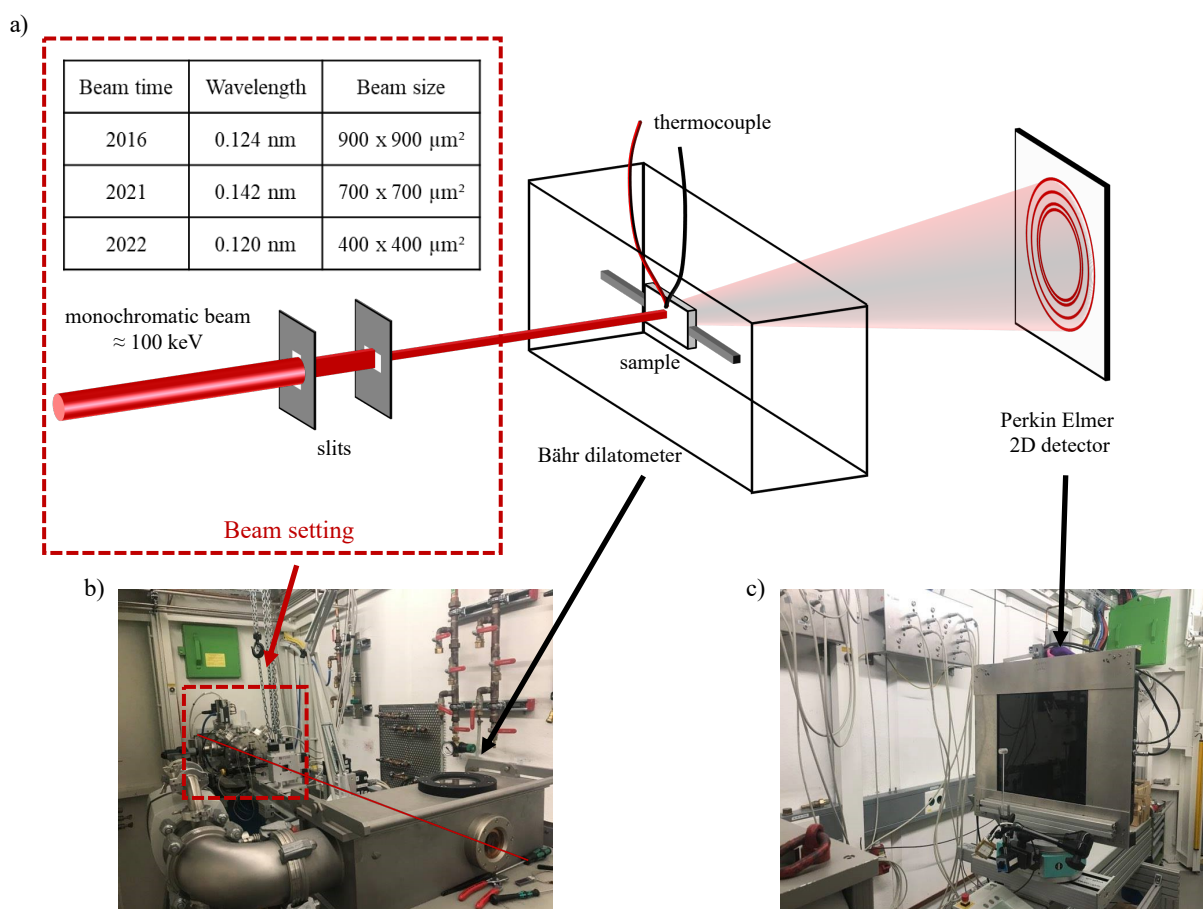 a)
Beam time Wavelength Beam size
2016 0.124 nm 900 x 900 µm²
2021 0.142 nm 700 x 700 µm²
2022 0.120 nm 400 x 400 µm²
thermocouple
monochromatic beam
≈ 100 keV
slits
sample
Bähr dilatometer
Perkin Elmer
2D detector
Beam setting
b)
c)